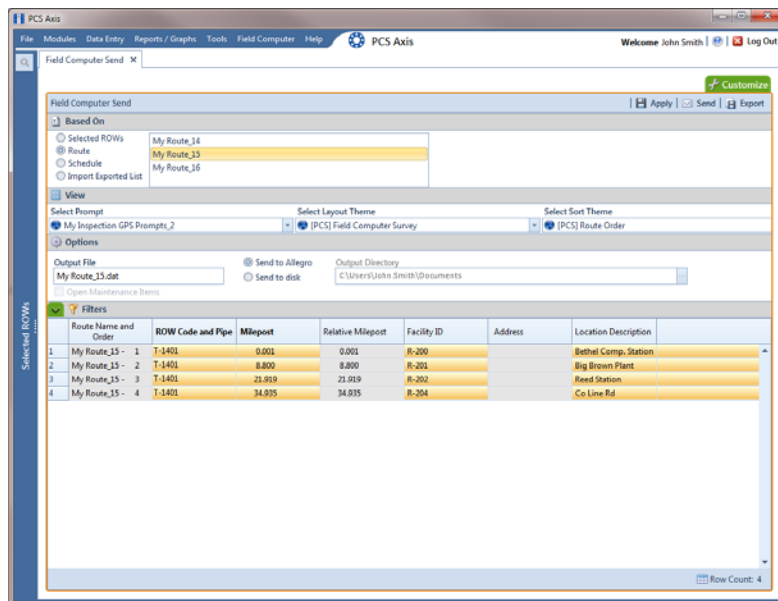 PCS Axis
File Modules Data Entry Reports / Graphs Tools Field Computer Help PCS Axis Welcome John Smith | | Log Out
Field Computer Send
Customize
Field Computer Send | Apply | Send | Export
Based On
Selected ROWs
Route
Schedule
Import Exported List
My Route_14
My Route_15
My Route_16
View
Select Prompt Select Layout Theme Select Sort Theme
My Inspection GPS Prompts_2 [PCS] Field Computer Survey [PCS] Route Order
Options
Output File Send to Allegro Output Directory
My Route_15.dat Send to disk C:\Users\John.Smith\Documents
Open Maintenance Items
Filters
Selected ROWs
Route Name and Order ROW Code and Pipe Milepost Relative Milepost Facility ID Address Location Description
1 My Route_15 - 1 T-1401 0.001 0.001 R-200 Bethel Comp. Station
2 My Route_15 - 2 T-1401 8.800 8.800 R-201 Big Brown Plant
3 My Route_15 - 3 T-1401 21.919 21.919 R-202 Reed Station
4 My Route_15 - 4 T-1401 34.935 34.935 R-204 Co Line Rd
Row Count: 4